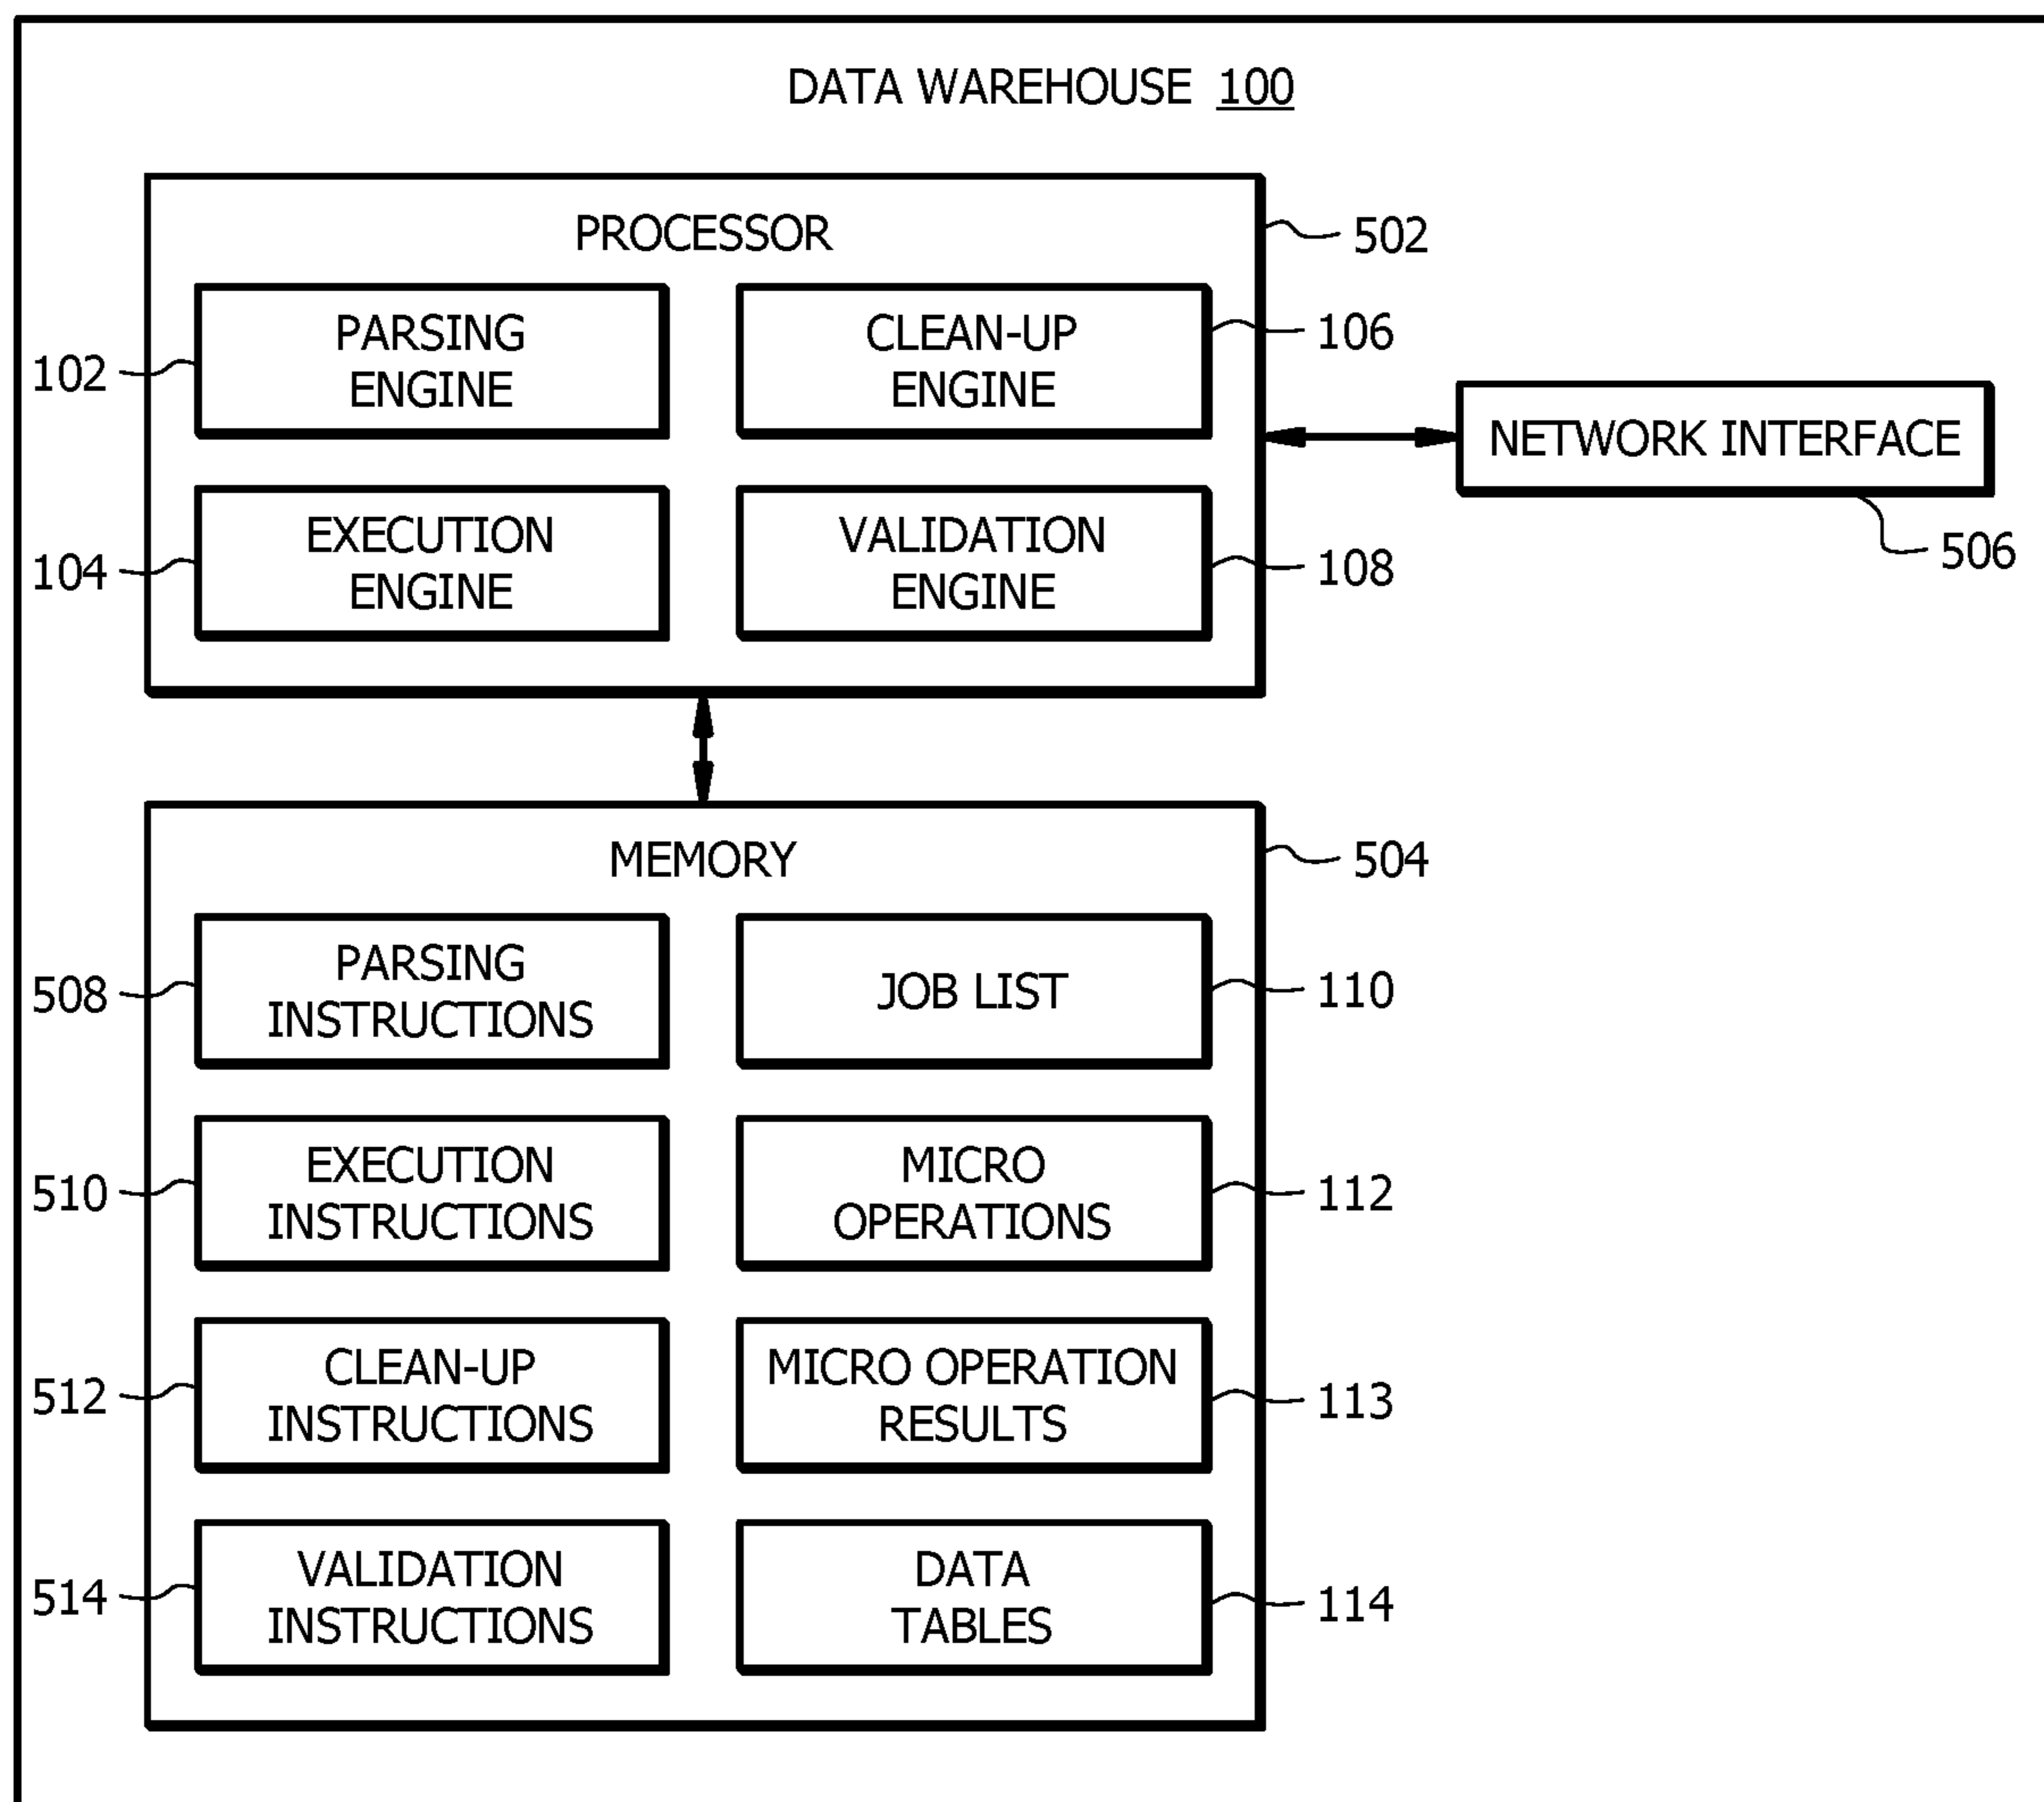 DATA WAREHOUSE 100
PROCESSOR
502
PARSING
ENGINE
102
CLEAN-UP
ENGINE
106
EXECUTION
ENGINE
104
VALIDATION
ENGINE
108
NETWORK INTERFACE
506
MEMORY
504
PARSING
INSTRUCTIONS
508
JOB LIST
110
EXECUTION
INSTRUCTIONS
510
MICRO
OPERATIONS
112
CLEAN-UP
INSTRUCTIONS
512
MICRO OPERATION
RESULTS
113
VALIDATION
INSTRUCTIONS
514
DATA
TABLES
114